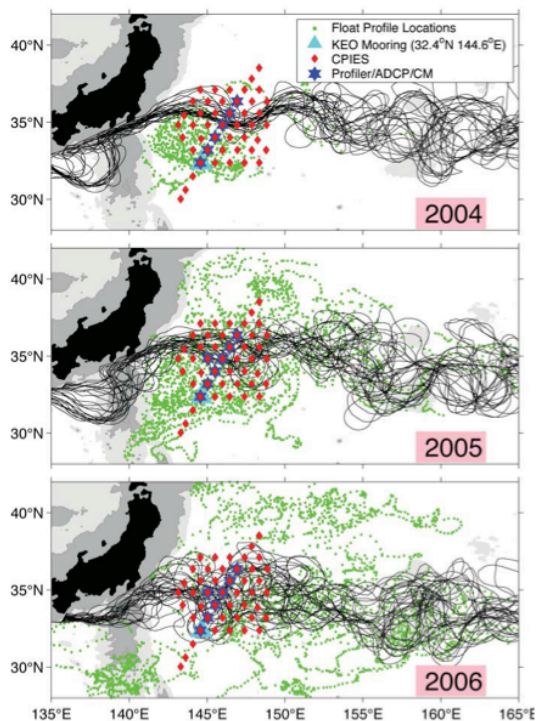 Float Profile Locations
KEO Mooring (32.4°N 144.6°E)
CPIES
Profiler/ADCP/CM
40°N
35°N
30°N
2004
40°N
35°N
30°N
2005
40°N
35°N
30°N
2006
135°E 140°E 145°E 150°E 155°E 160°E 165°E